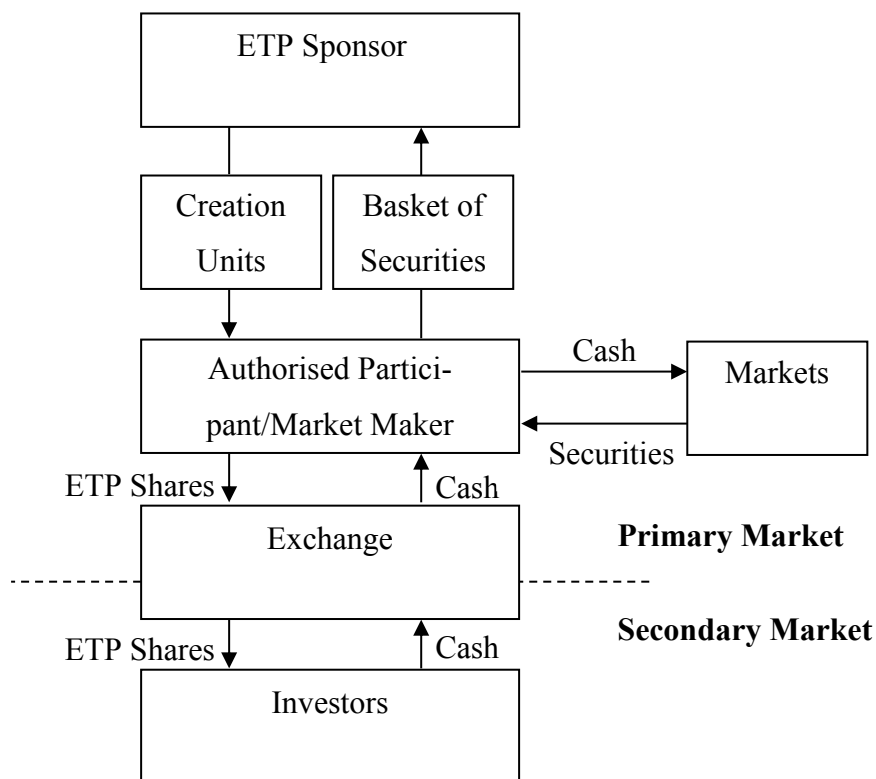 ETP Sponsor
Creation
Units
Basket of
Securities
Authorised Partici-
pant/Market Maker
Cash
Markets
Securities
ETP Shares
Cash
Exchange
Primary Market
Secondary Market
ETP Shares
Cash
Investors